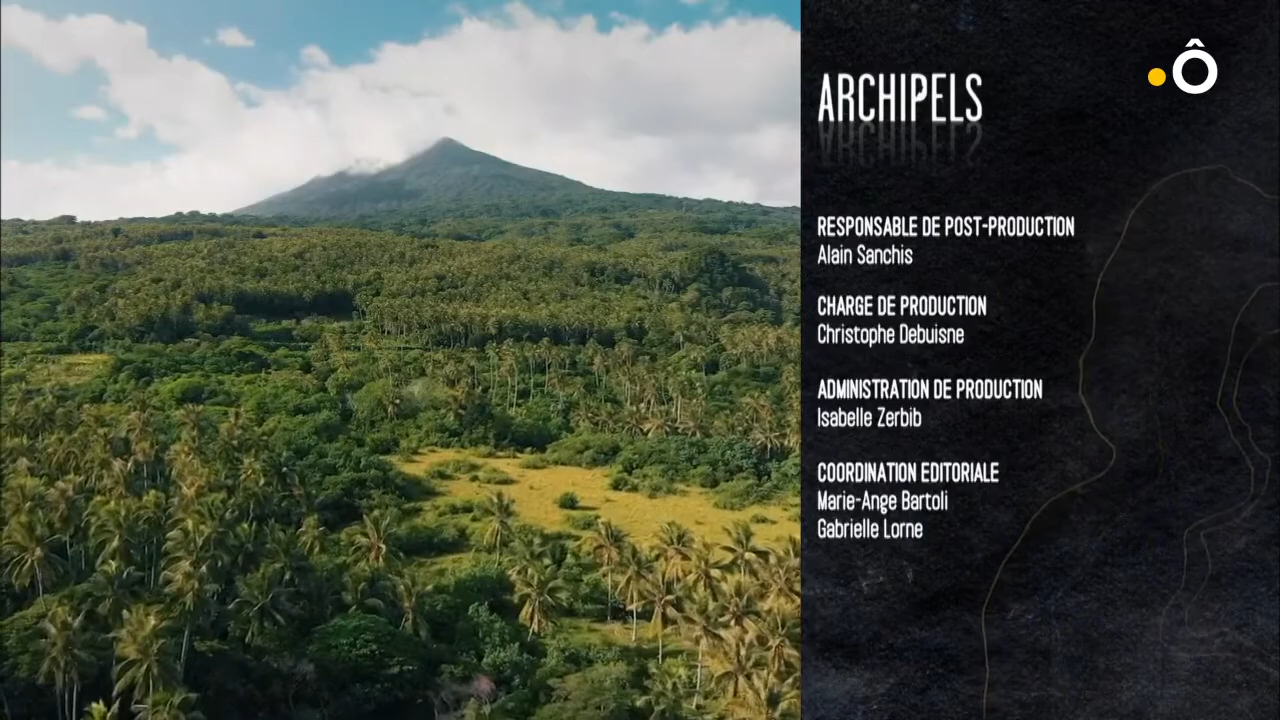 Ô
ARCHIPELS
RESPONSABLE DE POST-PRODUCTION
Alain Sanchis
CHARGE DE PRODUCTION
Christophe Debuisne
ADMINISTRATION DE PRODUCTION
Isabelle Zerbib
COORDINATION EDITORIALE
Marie-Ange Bartoli
Gabrielle Lorne